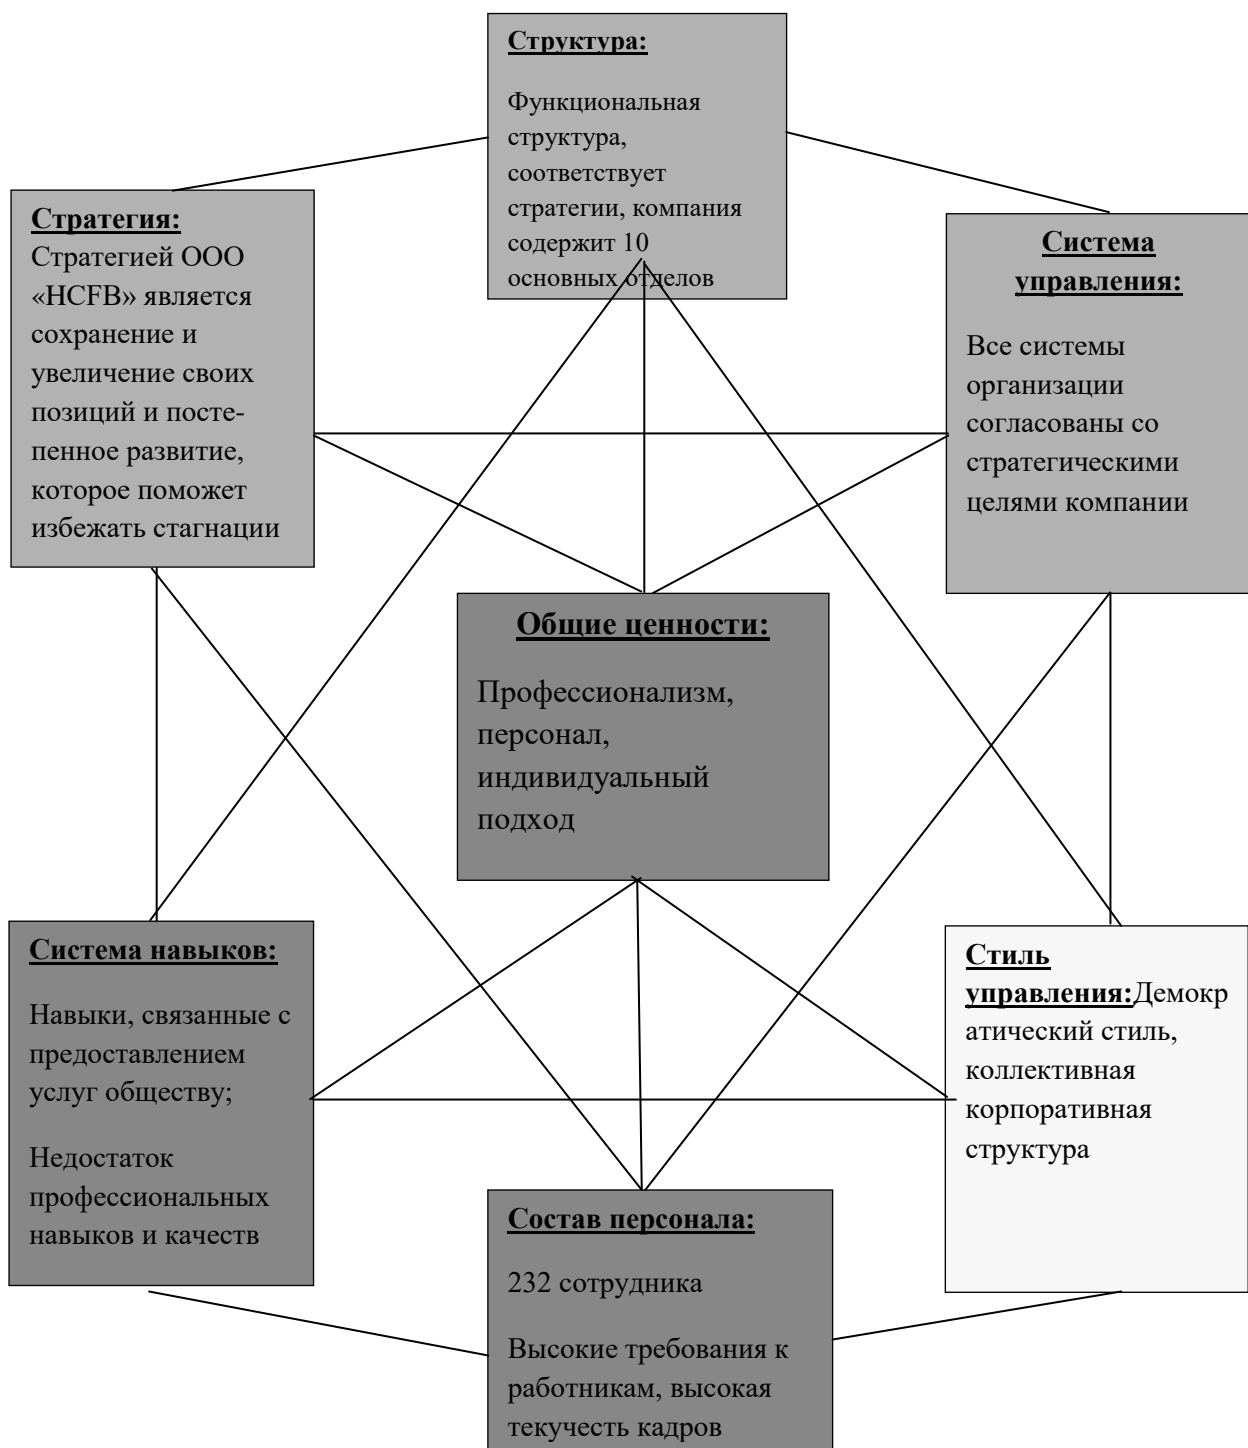 Структура:
Функциональная
структура,
соответствует
стратегии, компания
содержит 10
основных отделов
Стратегия:
Стратегией ООО
«HCFB» является
сохранение и
увеличение своих
позиций и посте-
пенное развитие,
которое поможет
избежать стагнации
Система
управления:
Все системы
организации
согласованы со
стратегическими
целями компании
Общие ценности:
Профессионализм,
персонал,
индивидуальный
подход
Система навыков:
Навыки, связанные с
предоставлением
услуг обществу;
Недостаток
профессиональных
навыков и качеств
Стиль
управления:Демокр
атический стиль,
коллективная
корпоративная
структура
Состав персонала:
232 сотрудника
Высокие требования к
работникам, высокая
текучесть кадров